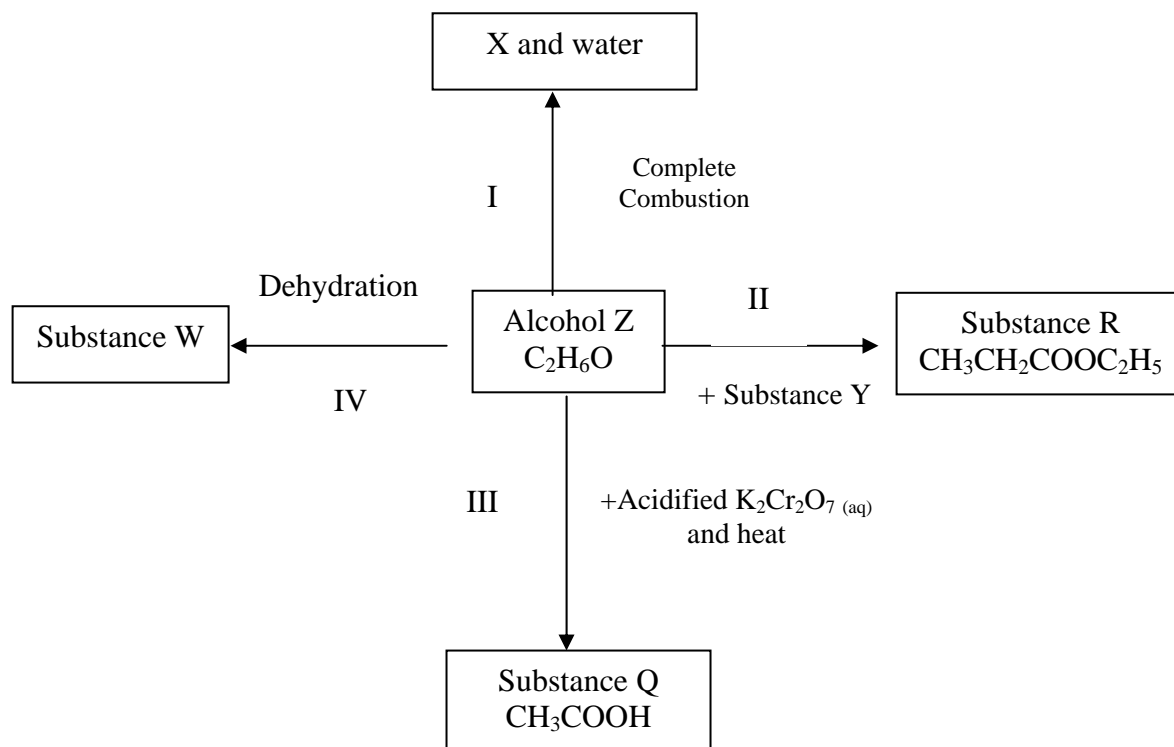 X and water
Complete
Combustion
I
Dehydration
II
Substance W
Alcohol Z
C₂H₆O
Substance R
CH₃CH₂COOC₂H₅
IV
+ Substance Y
III
+Acidified K₂Cr₂O₇ (aq)
and heat
Substance Q
CH₃COOH